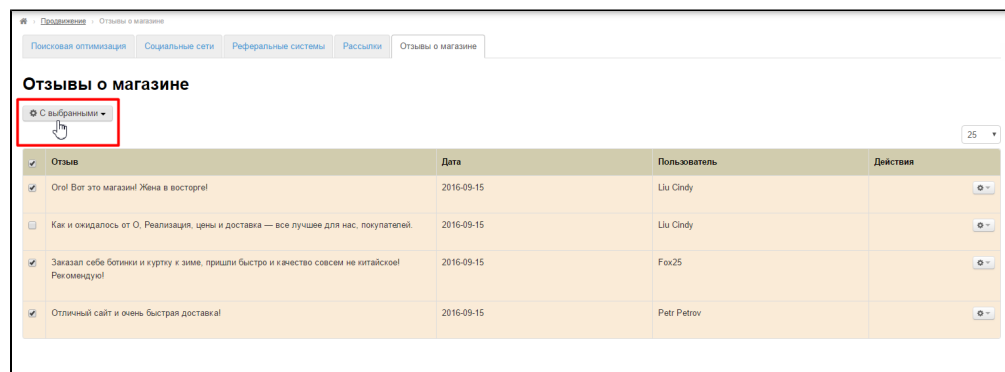 Продвижение › Отзывы о магазине
Поисковая оптимизация Социальные сети Реферальные системы Рассылки Отзывы о магазине
Отзывы о магазине
С выбранными
25
Отзыв Дата Пользователь Действия
Ого! Вот это магазин! Жена в восторге! 2016-09-15 Liu Cindy
Как и ожидалось от О, Реализация, цены и доставка — все лучшее для нас, покупателей. 2016-09-15 Liu Cindy
Заказал себе ботинки и куртку к зиме, пришли быстро и качество совсем не китайское! 2016-09-15 Fox25
Рекомендую!
Отличный сайт и очень быстрая доставка! 2016-09-15 Petr Petrov